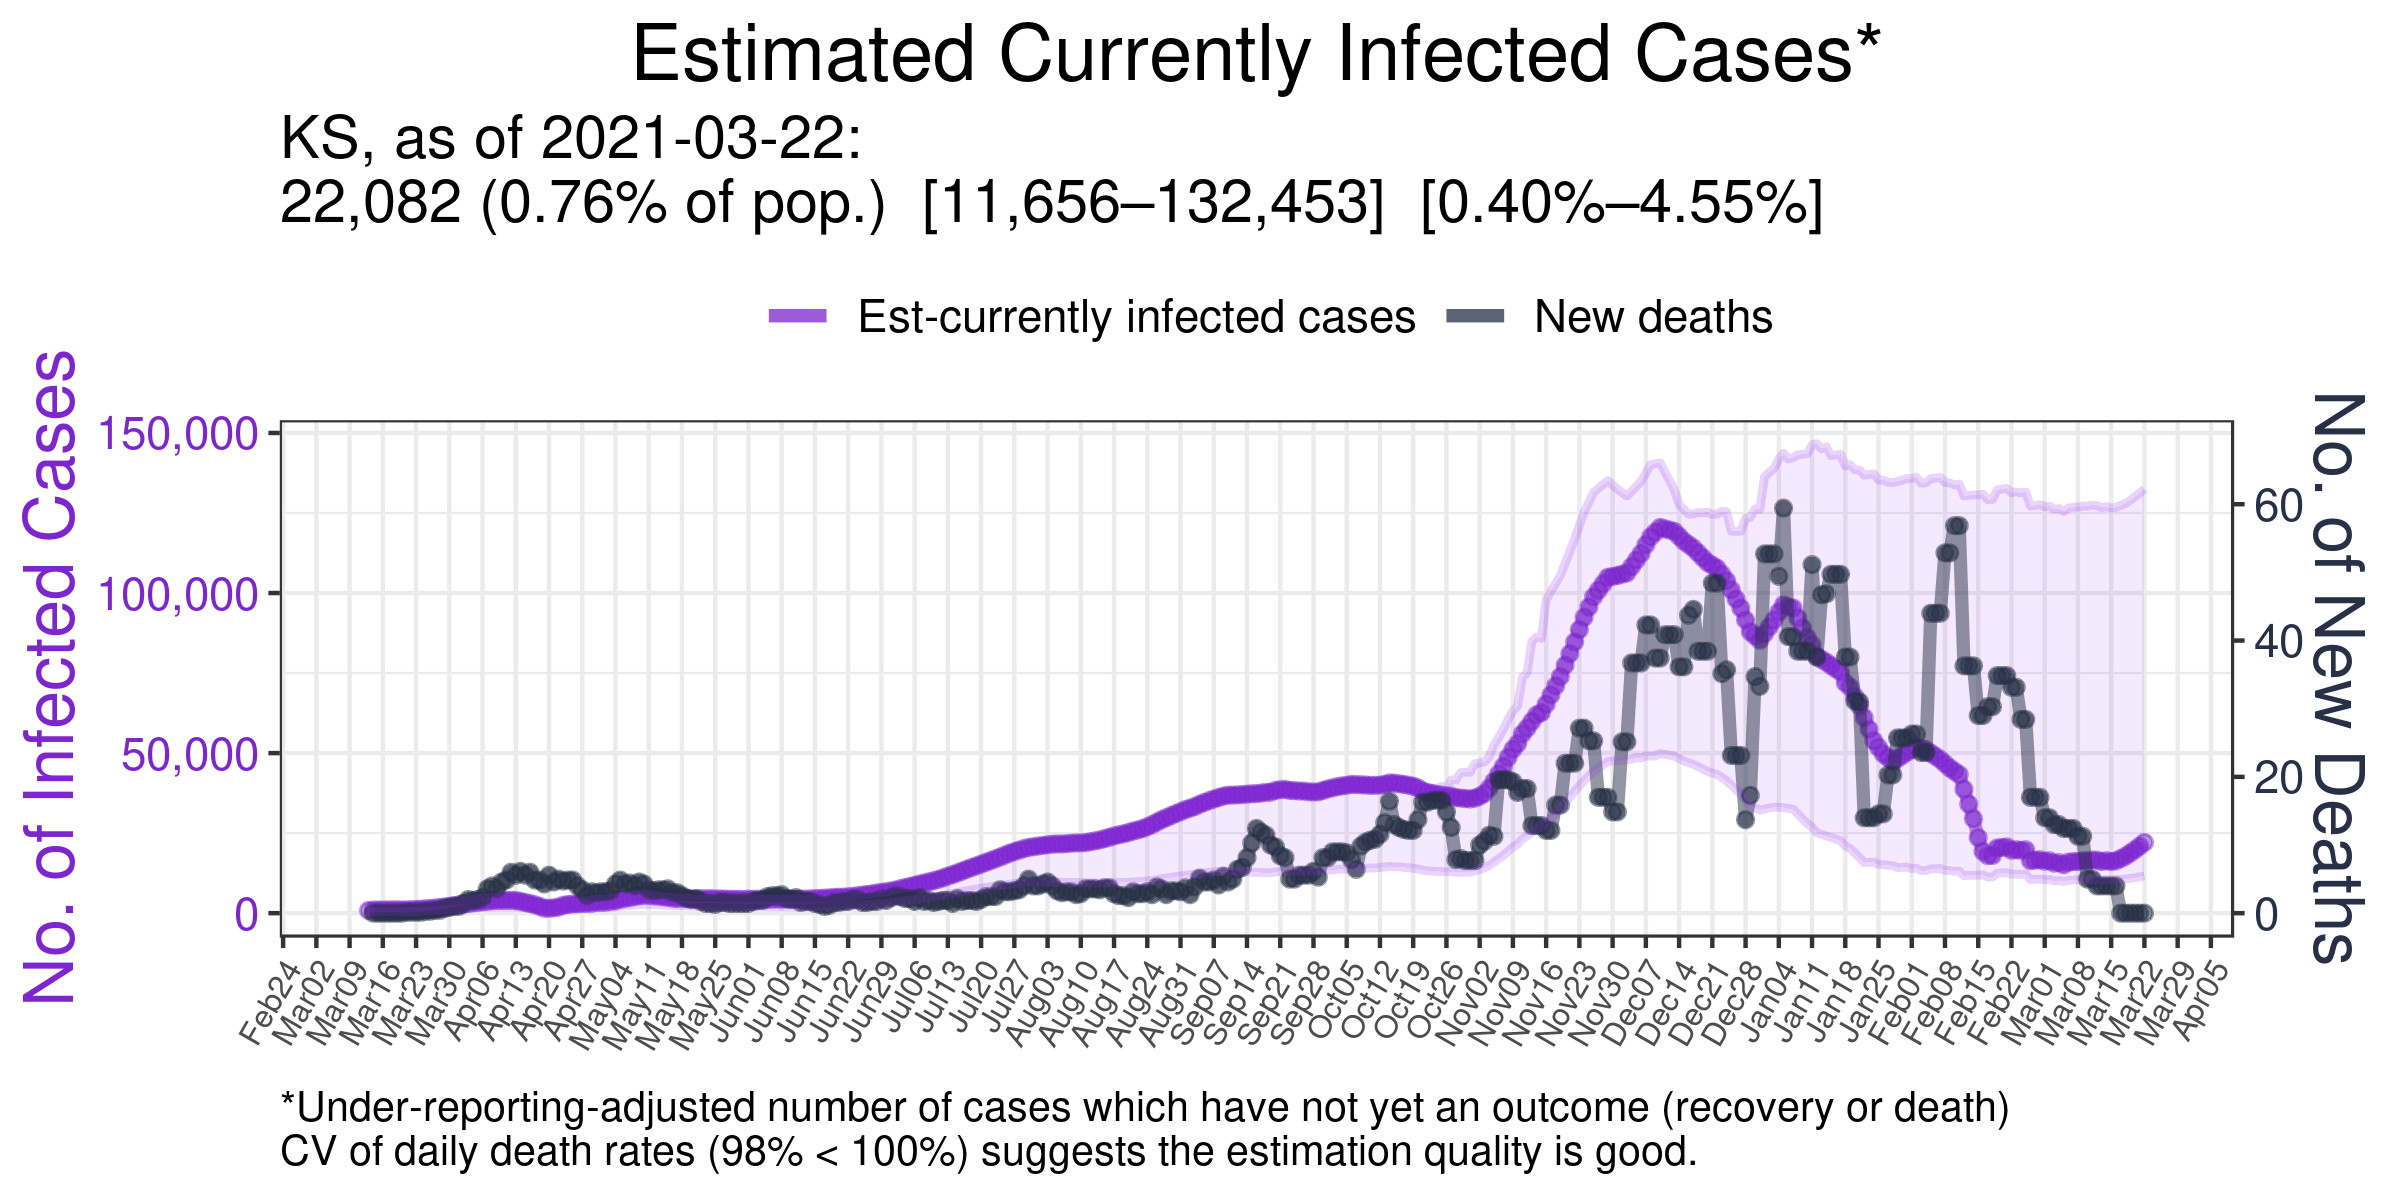 Estimated Currently Infected Cases*
KS, as of 2021-03-22:
22,082 (0.76% of pop.)  [11,656–132,453]  [0.40%–4.55%]
Est-currently infected cases
New deaths
No. of Infected Cases
150,000
100,000
50,000
0
60
40
20
0
No. of New Deaths
Feb24
Mar02
Mar09
Mar16
Mar23
Mar30
Apr06
Apr13
Apr20
Apr27
May04
May11
May18
May25
Jun01
Jun08
Jun15
Jun22
Jun29
Jul06
Jul13
Jul20
Jul27
Aug03
Aug10
Aug17
Aug24
Aug31
Sep07
Sep14
Sep21
Sep28
Oct05
Oct12
Oct19
Oct26
Nov02
Nov09
Nov16
Nov23
Nov30
Dec07
Dec14
Dec21
Dec28
Jan04
Jan11
Jan18
Jan25
Feb01
Feb08
Feb15
Feb22
Mar01
Mar08
Mar15
Mar22
Mar29
Apr05
*Under-reporting-adjusted number of cases which have not yet an outcome (recovery or death)
CV of daily death rates (98% < 100%) suggests the estimation quality is good.